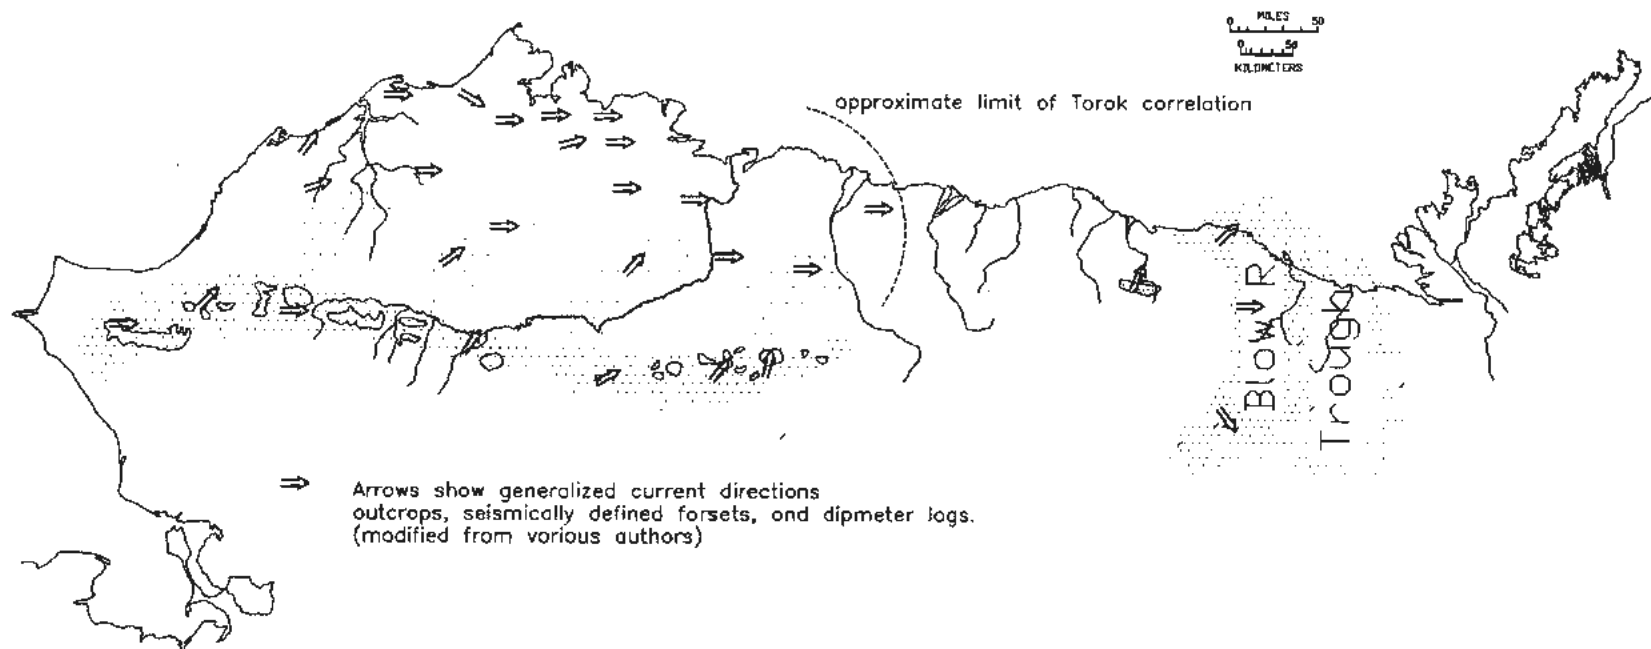 MILES
0 50
0 50
KILOMETERS
approximate limit of Torok correlation
Blow R
Trough
Arrows show generalized current directions
outcrops, seismically defined forsets, and dipmeter logs.
(modified from various authors)